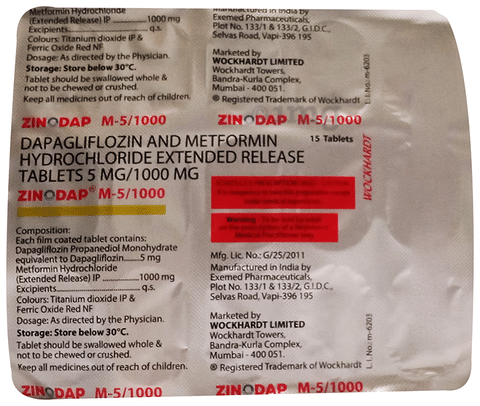 Metformin Hydrochloride
(Extended Release) IP 1000 mg
Excipients q.s.
Colours: Titanium dioxide IP &
Ferric Oxide Red NF
Dosage: As directed by the Physician.
Storage: Store below 30°C.
Tablet should be swallowed whole &
not to be chewed or crushed.
Keep all medicines out of reach of children.
Manufactured in India by
Exemed Pharmaceuticals,
Plot No. 133/1 & 133/2, G.I.D.C.,
Selvas Road, Vapi-396 195
Marketed by
WOCKHARDT LIMITED
Wockhardt Towers,
Bandra-Kurla Complex,
Mumbai - 400 051.
® Registered Trademark of Wockhardt
L.I.No.: m-6203
ZINODAP M-5/1000 ZINODAP M-5/1000
DAPAGLIFLOZIN AND METFORMIN
HYDROCHLORIDE EXTENDED RELEASE
TABLETS 5 MG/1000 MG
15 Tablets
ZINODAP® M-5/1000
WOCKHARDT
Composition:
Each film coated tablet contains:
Dapagliflozin Propanediol Monohydrate
equivalent to Dapagliflozin.....5 mg
Metformin Hydrochloride
(Extended Release) IP 1000 mg
Excipients q.s.
Colours: Titanium dioxide IP &
Ferric Oxide Red NF
Dosage: As directed by the Physician.
Storage: Store below 30°C.
Tablet should be swallowed whole &
not to be chewed or crushed.
Keep all medicines out of reach of children.
Warning
Mfg. Lic. No.: G/25/2011
Manufactured in India by
Exemed Pharmaceuticals,
Plot No. 133/1 & 133/2, G.I.D.C.,
Selvas Road, Vapi-396 195
Marketed by
WOCKHARDT LIMITED
Wockhardt Towers,
Bandra-Kurla Complex,
Mumbai - 400 051.
® Registered Trademark of Wockhardt
L.I.No.: m-6203
ZINODAP M-5/1000 ZINODAP M-5/1000